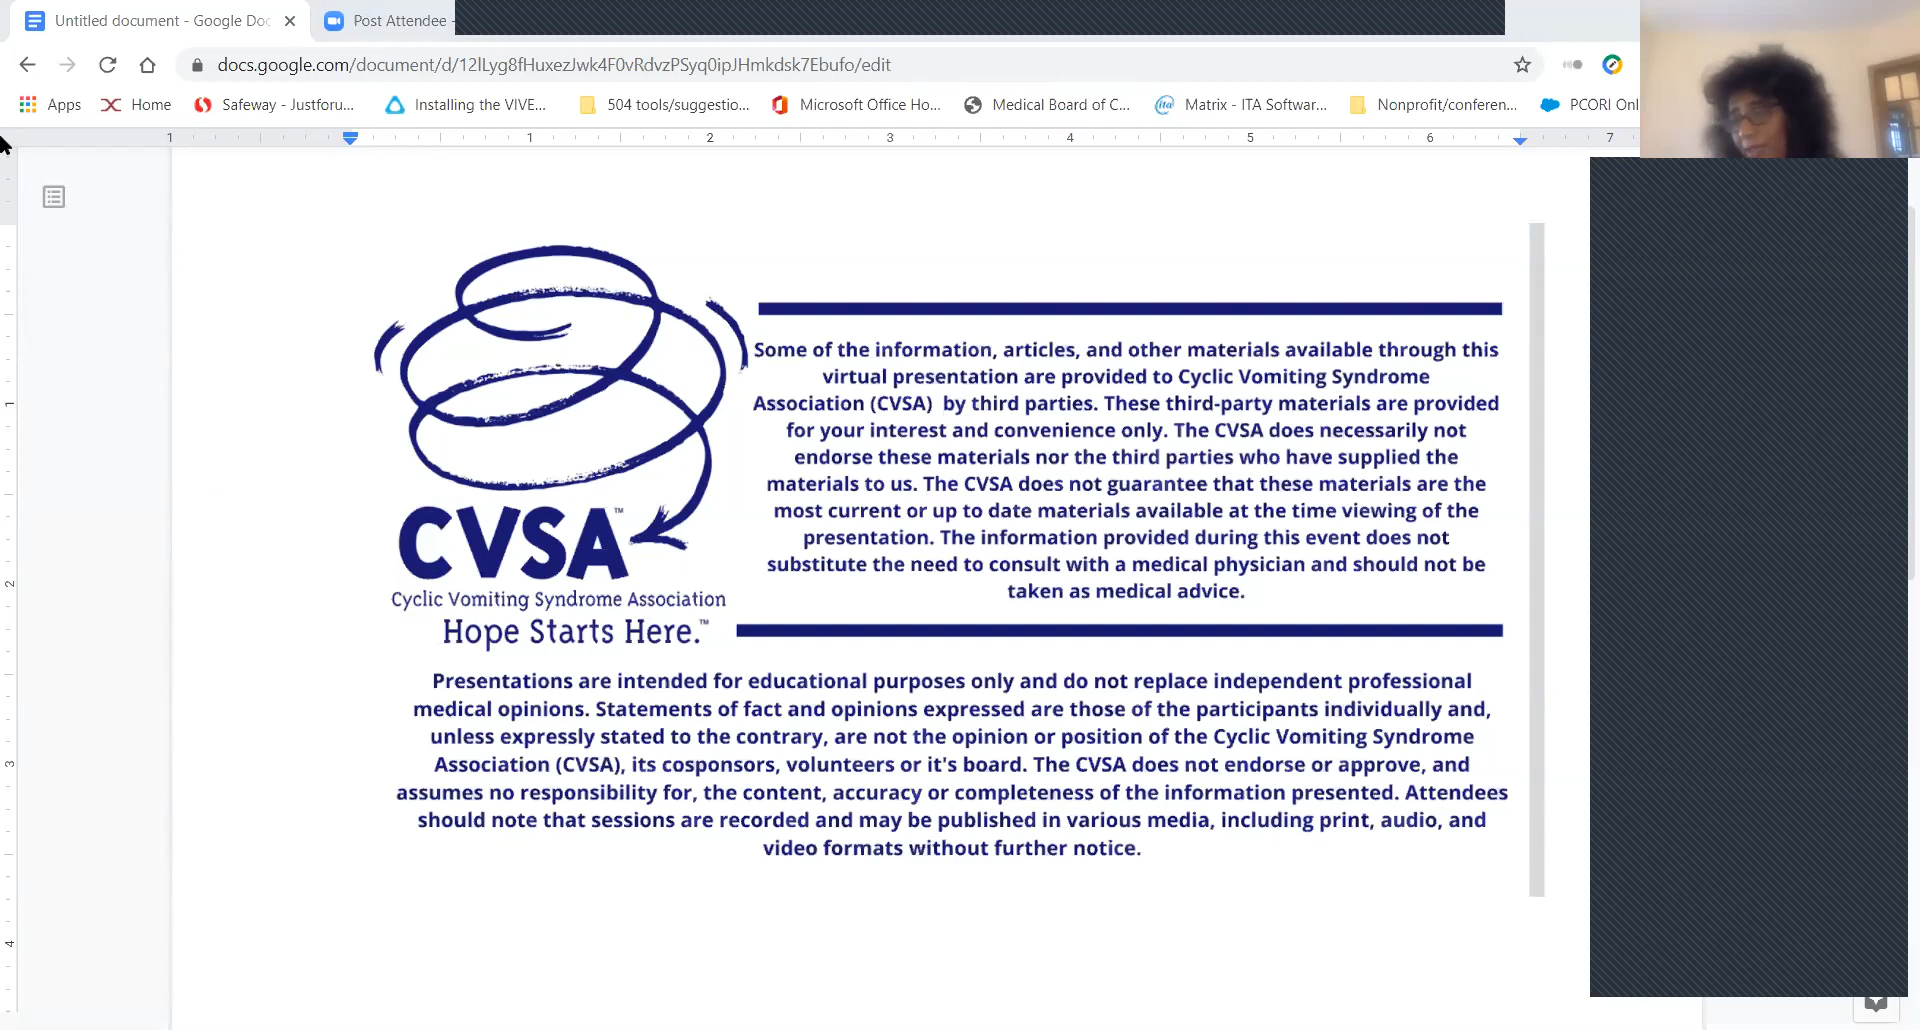 Untitled document - Google Doc
Post Attendee -
docs.google.com/document/d/12lLyg8fHuxezJwk4F0vRdvzPSyq0ipJHmkdsk7Ebufo/edit
Apps Home Safeway - Justforu... Installing the VIVE... 504 tools/suggestio... Microsoft Office Ho... Medical Board of C... Matrix - ITA Softwar... Nonprofit/conferen... PCORI Onl
1 1 2 3 4 5 6 7
Some of the information, articles, and other materials available through this
virtual presentation are provided to Cyclic Vomiting Syndrome
Association (CVSA) by third parties. These third-party materials are provided
for your interest and convenience only. The CVSA does necessarily not
endorse these materials nor the third parties who have supplied the
materials to us. The CVSA does not guarantee that these materials are the
most current or up to date materials available at the time viewing of the
presentation. The information provided during this event does not
substitute the need to consult with a medical physician and should not be
taken as medical advice.
CVSA™
Cyclic Vomiting Syndrome Association
Hope Starts Here.™
Presentations are intended for educational purposes only and do not replace independent professional
medical opinions. Statements of fact and opinions expressed are those of the participants individually and,
unless expressly stated to the contrary, are not the opinion or position of the Cyclic Vomiting Syndrome
Association (CVSA), its cosponsors, volunteers or it's board. The CVSA does not endorse or approve, and
assumes no responsibility for, the content, accuracy or completeness of the information presented. Attendees
should note that sessions are recorded and may be published in various media, including print, audio, and
video formats without further notice.
1
2
3
4